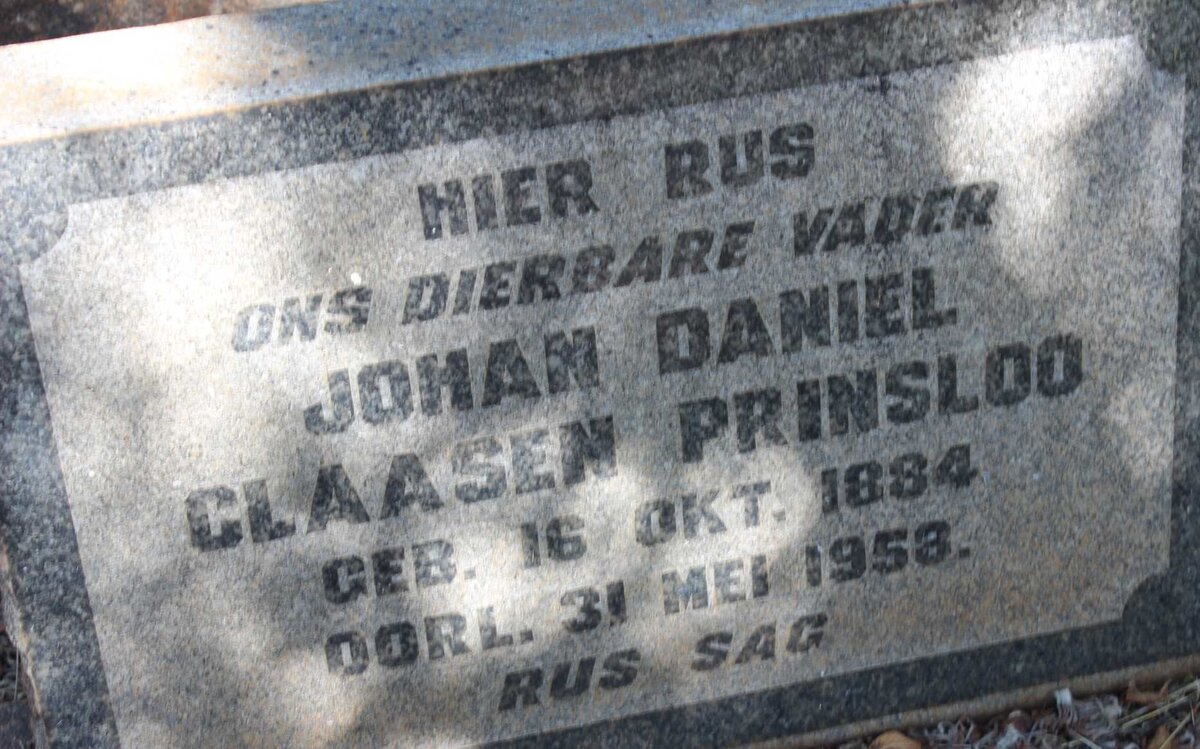 HIER RUS
ONS DIERBARE VADER
JOHAN DANIEL
CLAASEN PRINSLOO
GEB. 16 OKT. 1884
OORL. 31 MEI 1958.
RUS SAG